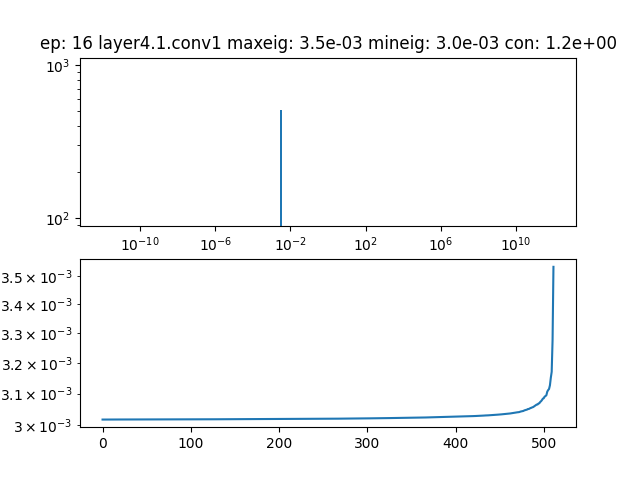 ep: 16 layer4.1.conv1 maxeig: 3.5e-03 mineig: 3.0e-03 con: 1.2e+00
10³
10²
10⁻¹⁰ 10⁻⁶ 10⁻² 10² 10⁶ 10¹⁰
3.5 × 10⁻³
3.4 × 10⁻³
3.3 × 10⁻³
3.2 × 10⁻³
3.1 × 10⁻³
3 × 10⁻³
0 100 200 300 400 500